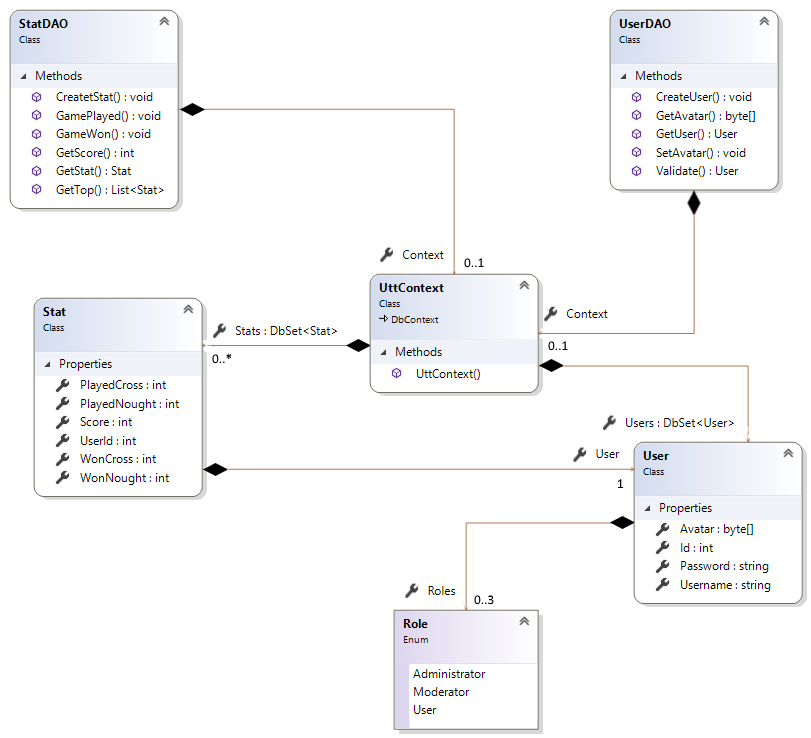 StatDAO
Class
Methods
CreatetStat() : void
GamePlayed() : void
GameWon() : void
GetScore() : int
GetStat() : Stat
GetTop() : List<Stat>
UserDAO
Class
Methods
CreateUser() : void
GetAvatar() : byte[]
GetUser() : User
SetAvatar() : void
Validate() : User
Context
0..1
UttContext
Class
DbContext
Methods
UttContext()
Context
0..1
Stats : DbSet<Stat>
0..*
Stat
Class
Properties
PlayedCross : int
PlayedNought : int
Score : int
UserId : int
WonCross : int
WonNought : int
Users : DbSet<User>
User
1
User
Class
Properties
Avatar : byte[]
Id : int
Password : string
Username : string
Roles
0..3
Role
Enum
Administrator
Moderator
User